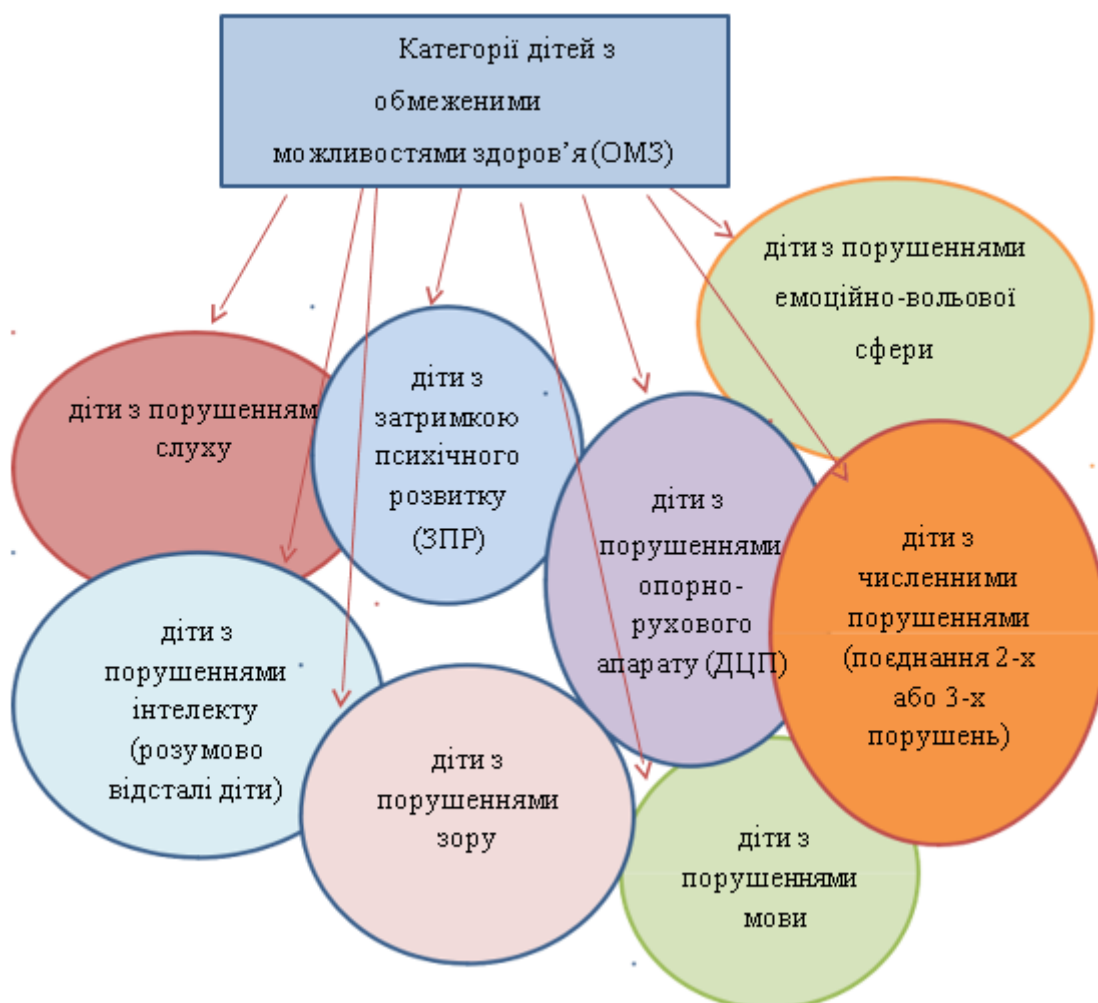 Категорії дітей з
обмеженими
можливостями здоров’я (ОМЗ)
діти з порушеннями
емоційно-вольової
сфери
діти з порушенням
слуху
діти з
затримкою
психічного
розвитку
(ЗПР)
діти з
порушеннями
опорно-
рухового
апарату (ДЦП)
діти з
численними
порушеннями
(поєднання 2-х
або 3-х
порушень)
діти з
порушеннями
інтелекту
(розумово
відсталі діти)
діти з
порушеннями
зору
діти з
порушеннями
мови